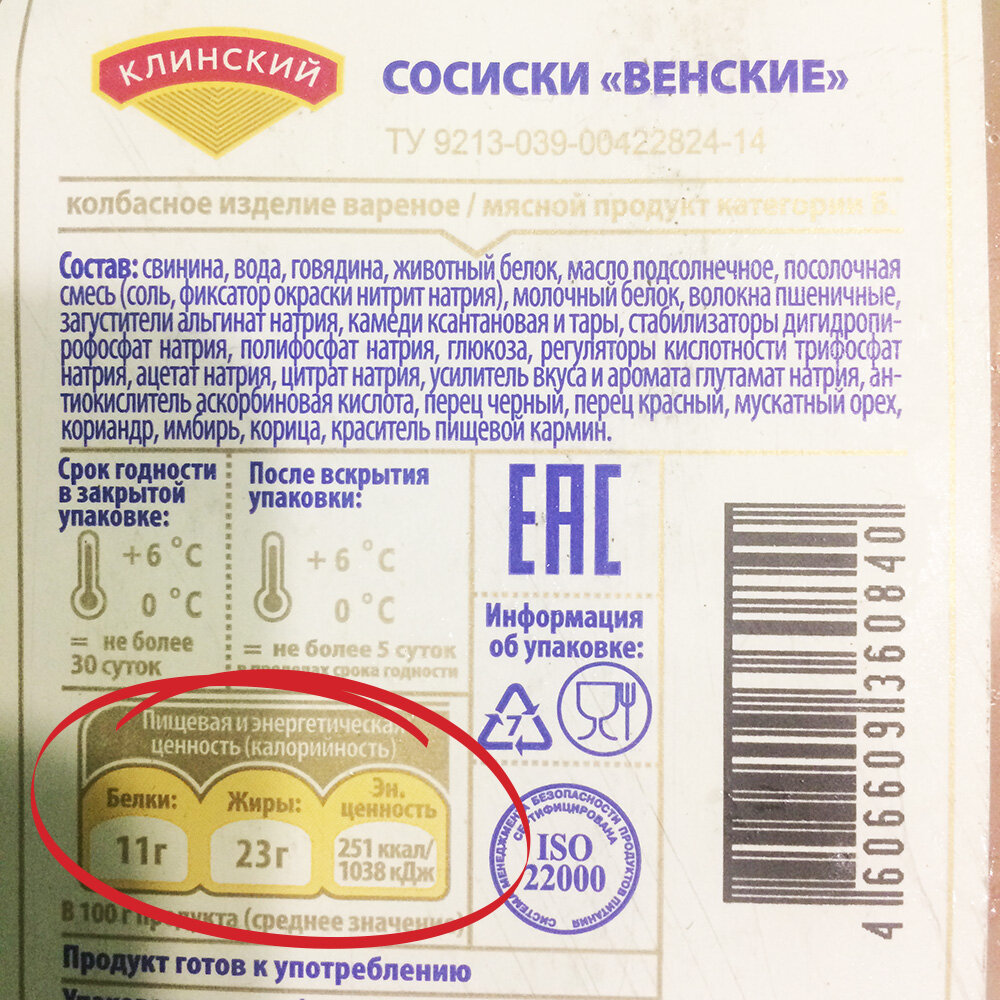 КЛИНСКИЙ
СОСИСКИ «ВЕНСКИЕ»
ТУ 9213-039-00422824-14
колбасное изделие вареное / мясной продукт категории Б.
Состав: свинина, вода, говядина, животный белок, масло подсолнечное, посолочная
смесь (соль, фиксатор окраски нитрит натрия), молочный белок, волокна пшеничные,
загустители альгинат натрия, камеди ксантановая и тары, стабилизаторы дигидропи-
рофосфат натрия, полифосфат натрия, глюкоза, регуляторы кислотности трифосфат
натрия, ацетат натрия, цитрат натрия, усилитель вкуса и аромата глутамат натрия, ан-
тиокислитель аскорбиновая кислота, перец черный, перец красный, мускатный орех,
кориандр, имбирь, корица, краситель пищевой кармин.
Срок годности
в закрытой
упаковке:
+6 °C
0 °C
= не более
30 суток
После вскрытия
упаковки:
+6 °C
0 °C
= не более 5 суток
в пределах срока годности
EAC
Информация
об упаковке:
7
СИСТЕМА МЕНЕДЖМЕНТА БЕЗОПАСНОСТИ ПРОДУКТОВ ПИТАНИЯ
СЕРТИФИЦИРОВАНА
ISO
22000
4 606609 360840
Пищевая и энергетическая
ценность (калорийность)
Белки:
11г
Жиры:
23г
Эн.
ценность
251 ккал/
1038 кДж
В 100 г продукта (среднее значение)
Продукт готов к употреблению